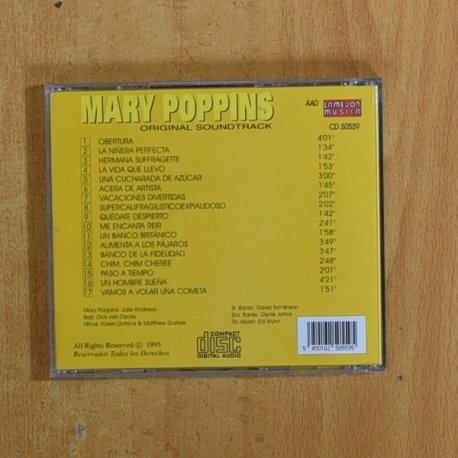 MARY POPPINS
ORIGINAL SOUNDTRACK
AAD
LA MEJOR
MUSICA
CD 50559
1 OBERTURA 4'01"
2 LA NIÑERA PERFECTA 1'34"
3 HERMANA SUFFRAGETTE 1'42"
4 LA VIDA QUE LLEVO 1'53"
5 UNA CUCHARADA DE AZÚCAR 3'00"
6 ACERA DE ARTISTA 1'45"
7 VACACIONES DIVERTIDAS 2'07"
8 SUPERCALIFRAGILISTICOEXPIALIDOSO 2'02"
9 QUÉDATE DESPIERTO 1'42"
10 ME ENCANTA REIR 2'41"
11 UN BANCO BRITÁNICO 1'58"
12 ALIMENTA A LOS PÁJAROS 3'49"
13 BANCO DE LA FIDELIDAD 3'47"
14 CHIM, CHIM CHEREE 2'48"
15 PASO A TIEMPO 2'01"
16 UN HOMBRE SUEÑA 4'21"
17 VAMOS A VOLAR UNA COMETA 1'51"
Mary Poppins: Julie Andrews
Bed: Dick van Dycke
Niños: Karen Dotrice & Matthew Garber
Sr. Banks: David Tomlinson
Sra. Banks: Glynis Johns
Tío Albert: Ed Wynn
All Rights Reserved © 1995
Reservados Todos los Derechos
COMPACT
disc
DIGITAL AUDIO
5 450162 505595